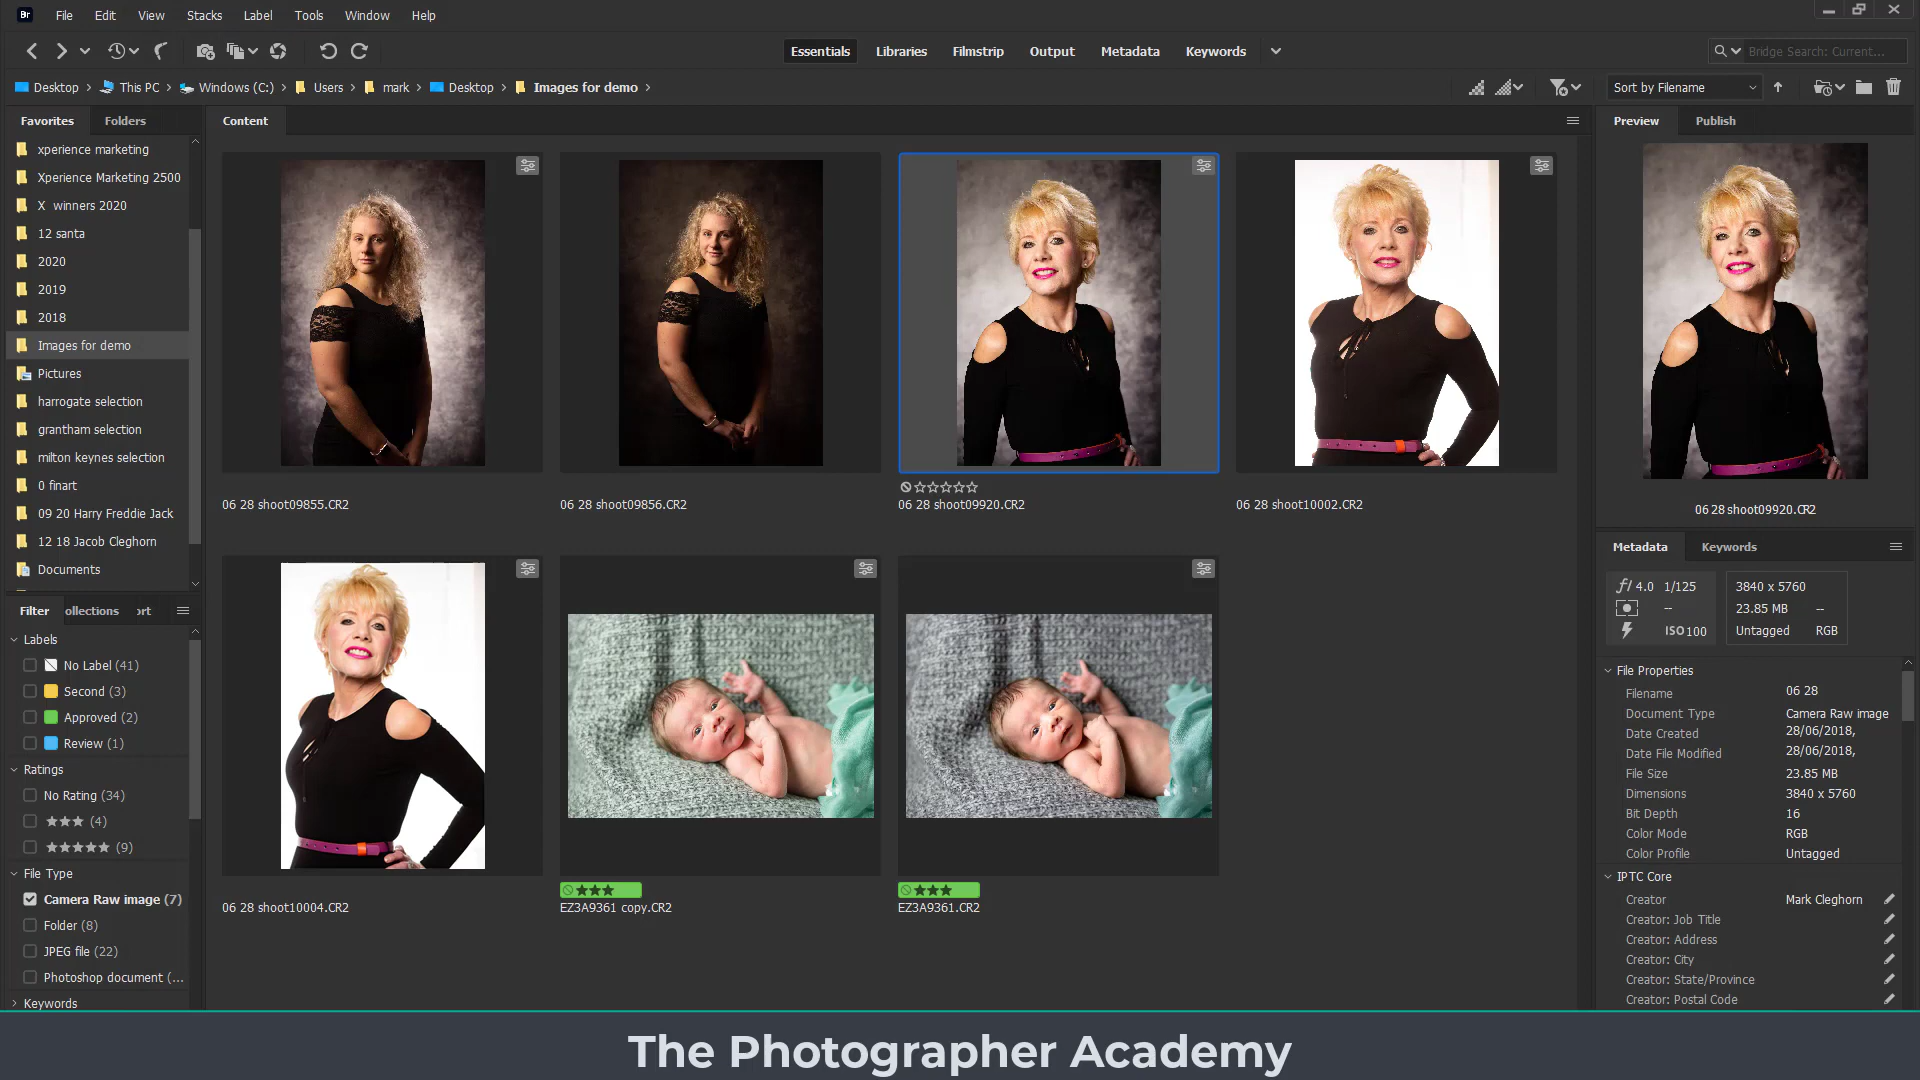 Br File Edit View Stacks Label Tools Window Help
Essentials Libraries Filmstrip Output Metadata Keywords Bridge Search: Current...
Desktop This PC Windows (C:) Users mark Desktop Images for demo Sort by Filename
Favorites Folders
Content
Preview Publish
xperience marketing
Xperience Marketing 2500
X winners 2020
12 santa
2020
2019
2018
Images for demo
Pictures
harrogate selection
grantham selection
milton keynes selection
0 finart
09 20 Harry Freddie Jack
12 18 Jacob Cleghorn
Documents
Filter ollections ort
Labels
No Label (41)
Second (3)
Approved (2)
Review (1)
Ratings
No Rating (34)
★★★ (4)
★★★★★ (9)
File Type
Camera Raw image (7)
Folder (8)
JPEG file (22)
Photoshop document (...
Keywords
06 28 shoot09855.CR2
06 28 shoot09856.CR2
06 28 shoot09920.CR2
06 28 shoot10002.CR2
06 28 shoot10004.CR2
EZ3A9361 copy.CR2
EZ3A9361.CR2
06 28 shoot09920.CR2
Metadata Keywords
f/ 4.0 1/125
--
ISO 100
3840 x 5760
23.85 MB --
Untagged RGB
File Properties
Filename 06 28
Document Type Camera Raw image
Date Created 28/06/2018,
Date File Modified 28/06/2018,
File Size 23.85 MB
Dimensions 3840 x 5760
Bit Depth 16
Color Mode RGB
Color Profile Untagged
IPTC Core
Creator Mark Cleghorn
Creator: Job Title
Creator: Address
Creator: City
Creator: State/Province
Creator: Postal Code
The Photographer Academy